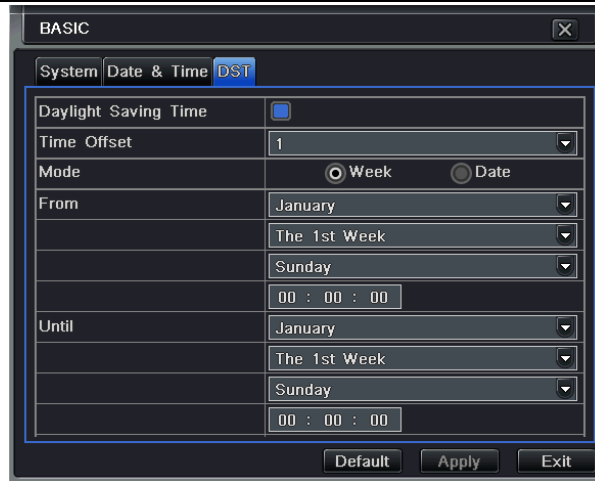 BASIC
System Date & Time DST
Daylight Saving Time
Time Offset 1
Mode Week Date
From January
The 1st Week
Sunday
00 : 00 : 00
Until January
The 1st Week
Sunday
00 : 00 : 00
Default Apply Exit